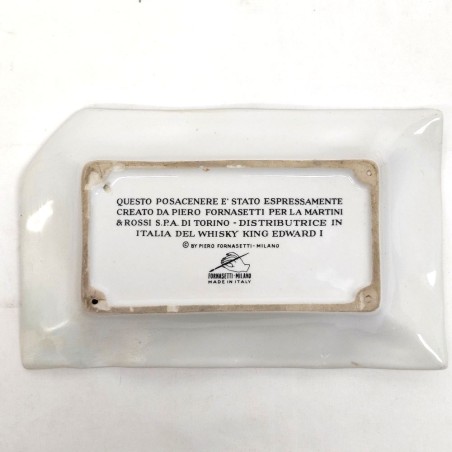 QUESTO POSACENERE E' STATO ESPRESSAMENTE
CREATO DA PIERO FORNASETTI PER LA MARTINI
& ROSSI S.P.A. DI TORINO - DISTRIBUTRICE IN
ITALIA DEL WHISKY KING EDWARD I
© BY PIERO FORNASETTI - MILANO
FORNASETTI - MILANO
MADE IN ITALY